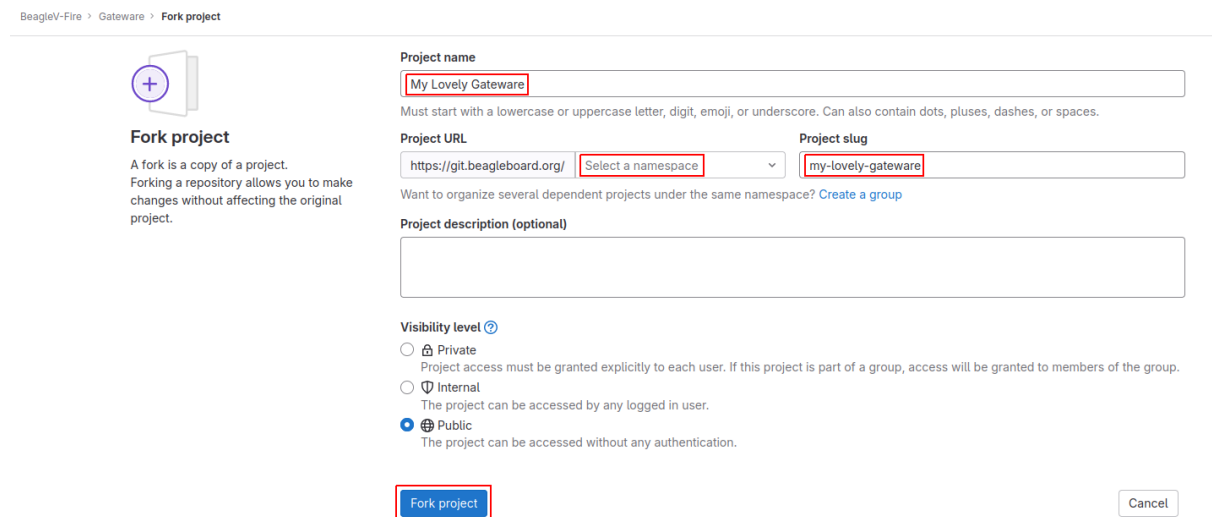 BeagleV-Fire > Gateware > Fork project
Fork project
A fork is a copy of a project.
Forking a repository allows you to make
changes without affecting the original
project.
Project name
My Lovely Gateware
Must start with a lowercase or uppercase letter, digit, emoji, or underscore. Can also contain dots, pluses, dashes, or spaces.
Project URL
Project slug
https://git.beagleboard.org/
Select a namespace
my-lovely-gateware
Want to organize several dependent projects under the same namespace? Create a group
Project description (optional)
Visibility level ?
Private
Project access must be granted explicitly to each user. If this project is part of a group, access will be granted to members of the group.
Internal
The project can be accessed by any logged in user.
Public
The project can be accessed without any authentication.
Fork project
Cancel